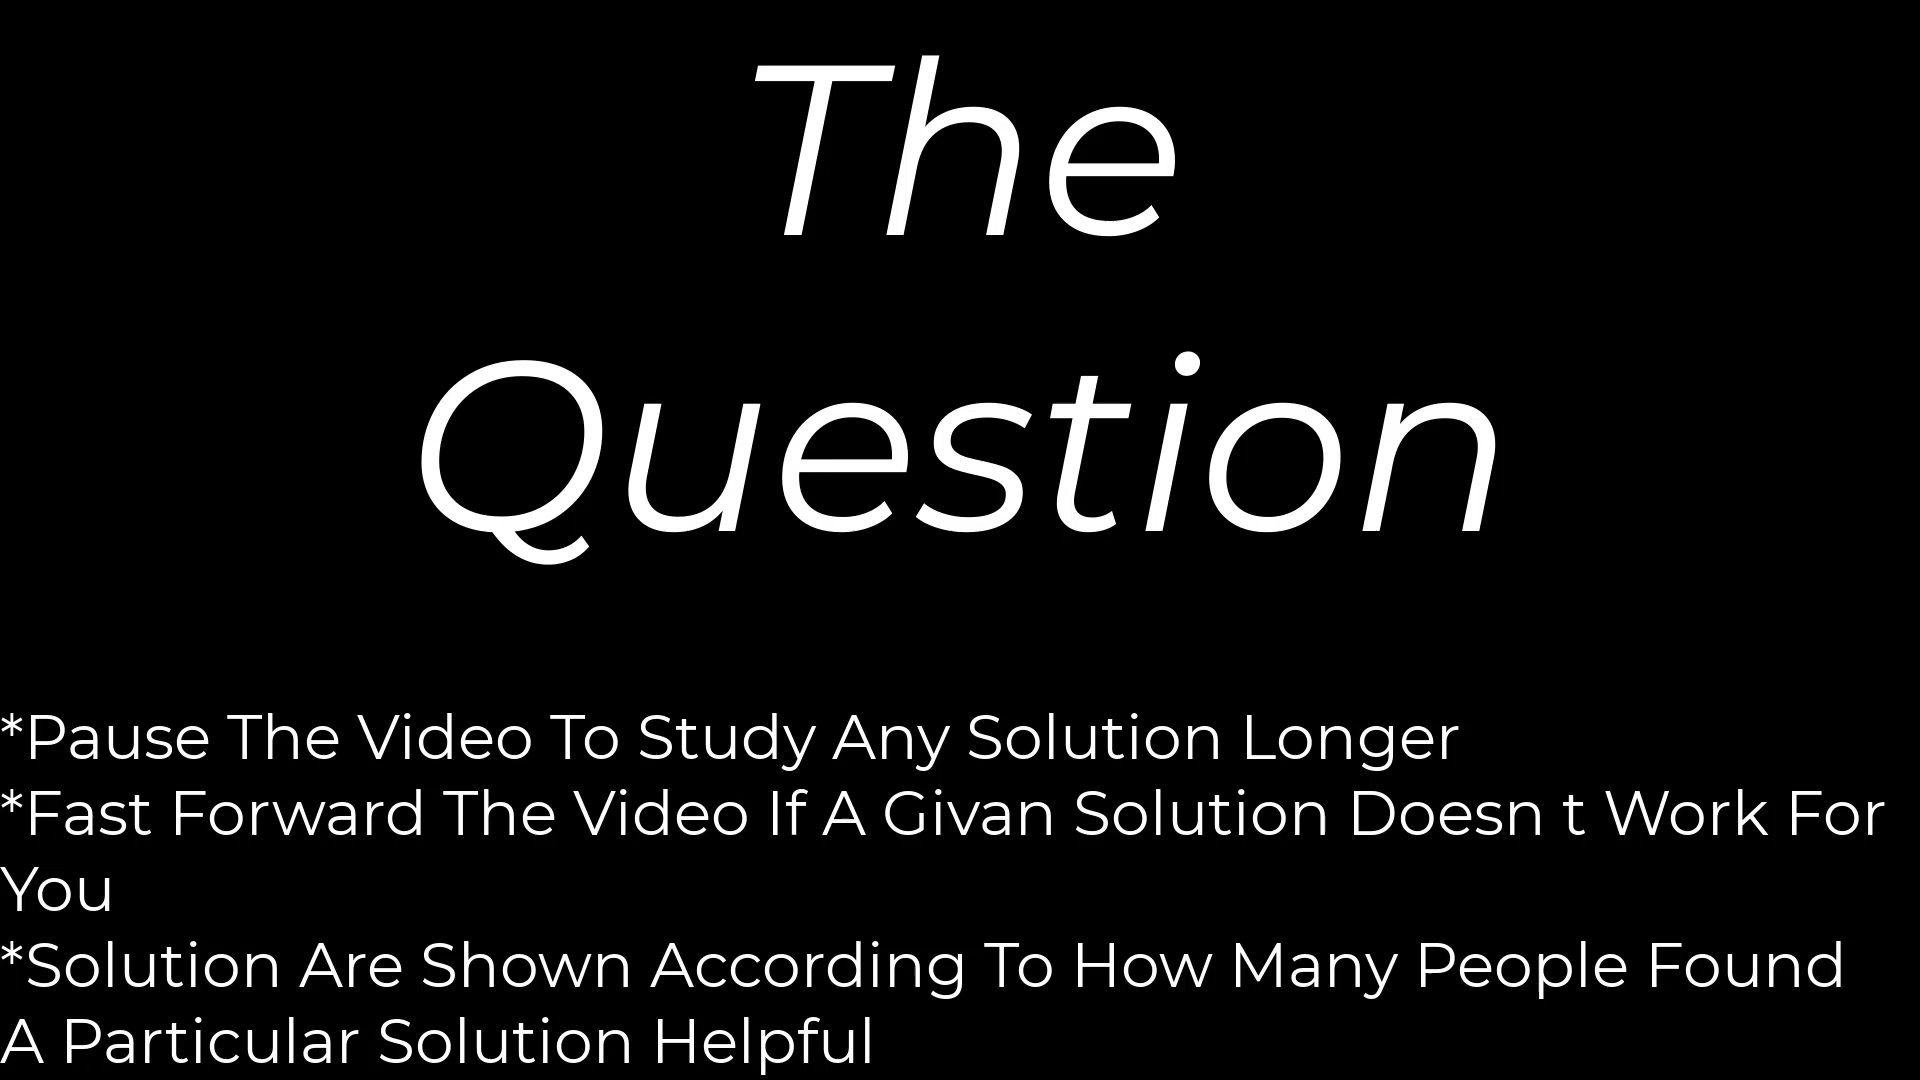 The
Question
*Pause The Video To Study Any Solution Longer
*Fast Forward The Video If A Givan Solution Doesn t Work For
You
*Solution Are Shown According To How Many People Found
A Particular Solution Helpful